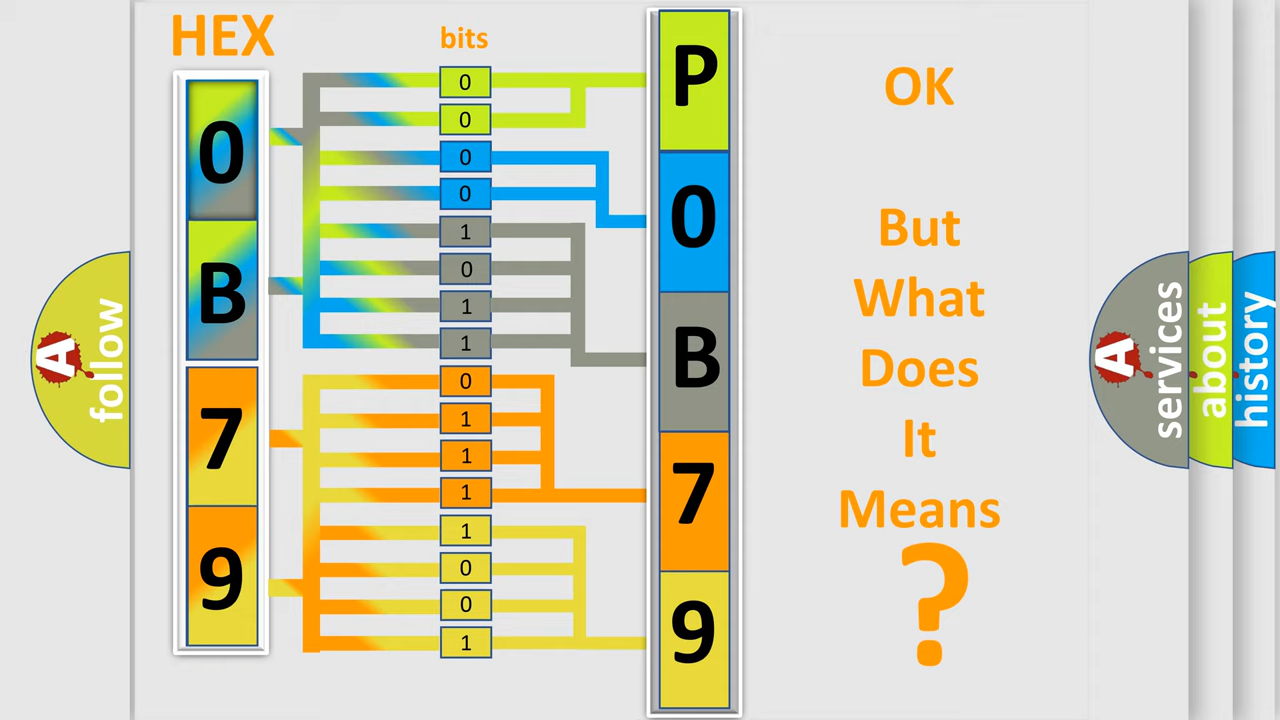 HEX
bits
0
B
7
9
0
0
0
0
1
0
1
1
0
1
1
1
1
0
0
1
P
0
B
7
9
OK
But
What
Does
It
Means
?
A
follow
A
services
about
history